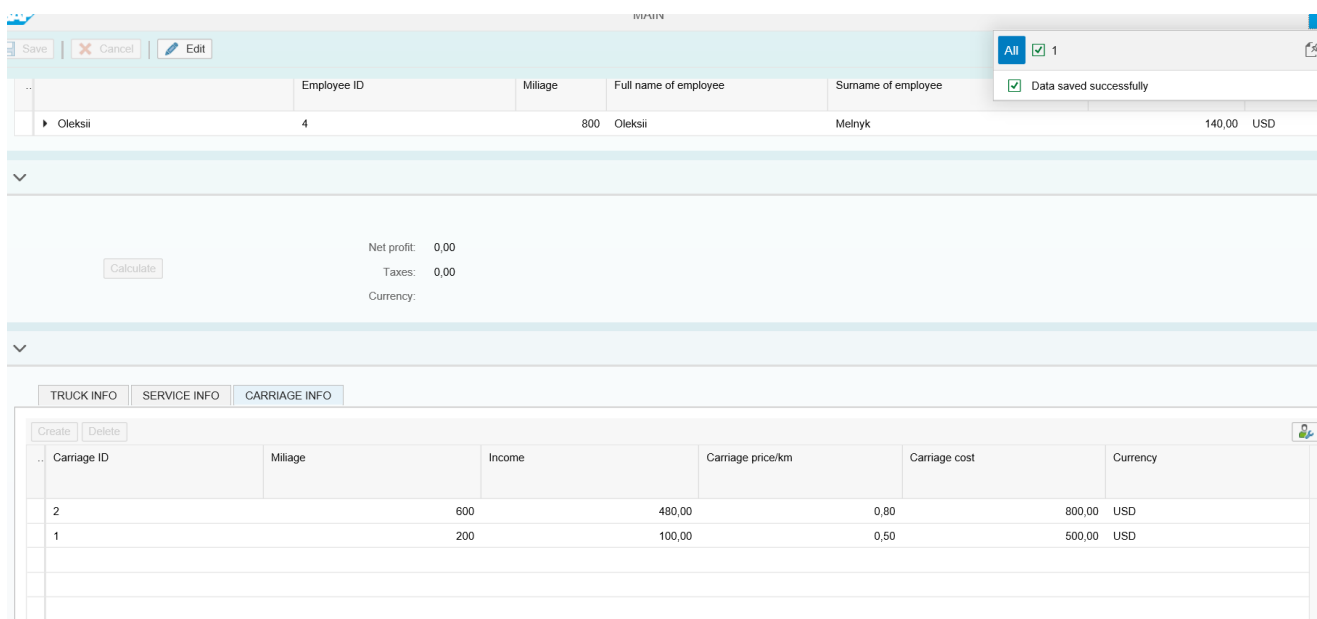 MAIN
Save Cancel Edit
All 1
Data saved successfully
.. Employee ID Miliage Full name of employee Surname of employee
Oleksii 4 800 Oleksii Melnyk 140,00 USD
Net profit: 0,00
Calculate
Taxes: 0,00
Currency:
TRUCK INFO SERVICE INFO CARRIAGE INFO
Create Delete
.. Carriage ID Miliage Income Carriage price/km Carriage cost Currency
2 600 480,00 0,80 800,00 USD
1 200 100,00 0,50 500,00 USD